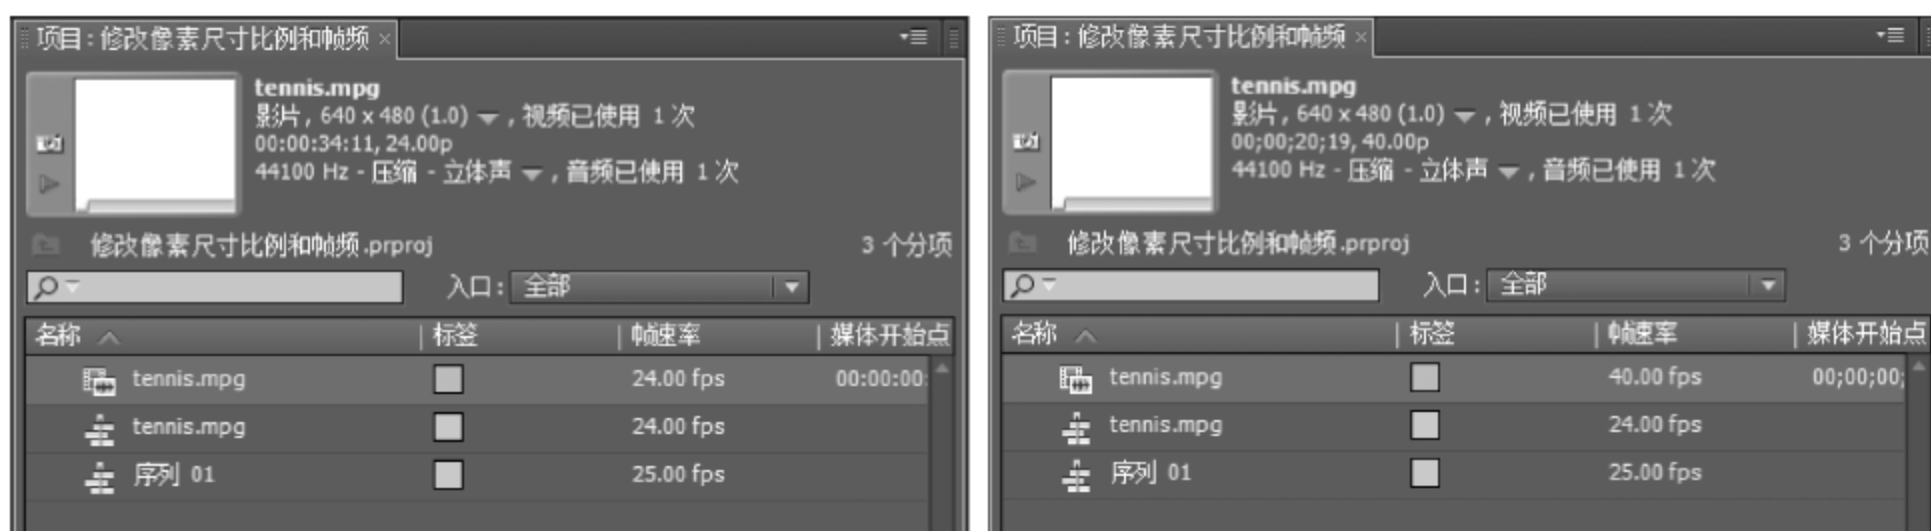 项目: 修改像素尺寸比例和帧频 ×
tennis.mpg
影片, 640 x 480 (1.0) , 视频已使用 1 次
00:00:34:11, 24.00p
44100 Hz - 压缩 - 立体声 , 音频已使用 1 次
修改像素尺寸比例和帧频.prproj 3 个分项
入口: 全部
名称 标签 帧速率 媒体开始点
tennis.mpg 24.00 fps 00:00:00:
tennis.mpg 24.00 fps
序列 01 25.00 fps
项目: 修改像素尺寸比例和帧频 ×
tennis.mpg
影片, 640 x 480 (1.0) , 视频已使用 1 次
00;00;20;19, 40.00p
44100 Hz - 压缩 - 立体声 , 音频已使用 1 次
修改像素尺寸比例和帧频.prproj 3 个分项
入口: 全部
名称 标签 帧速率 媒体开始点
tennis.mpg 40.00 fps 00;00;00;
tennis.mpg 24.00 fps
序列 01 25.00 fps